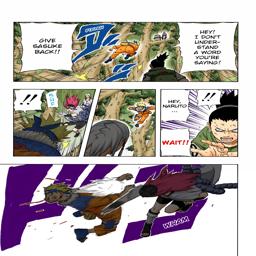 HEY!
I DON'T
UNDER-
STAND
A WORD
YOU'RE
SAYING!
GIVE
SASUKE
BACK!!
!!
HEY,
NARUTO...
WAIT!!
!!
WHAM